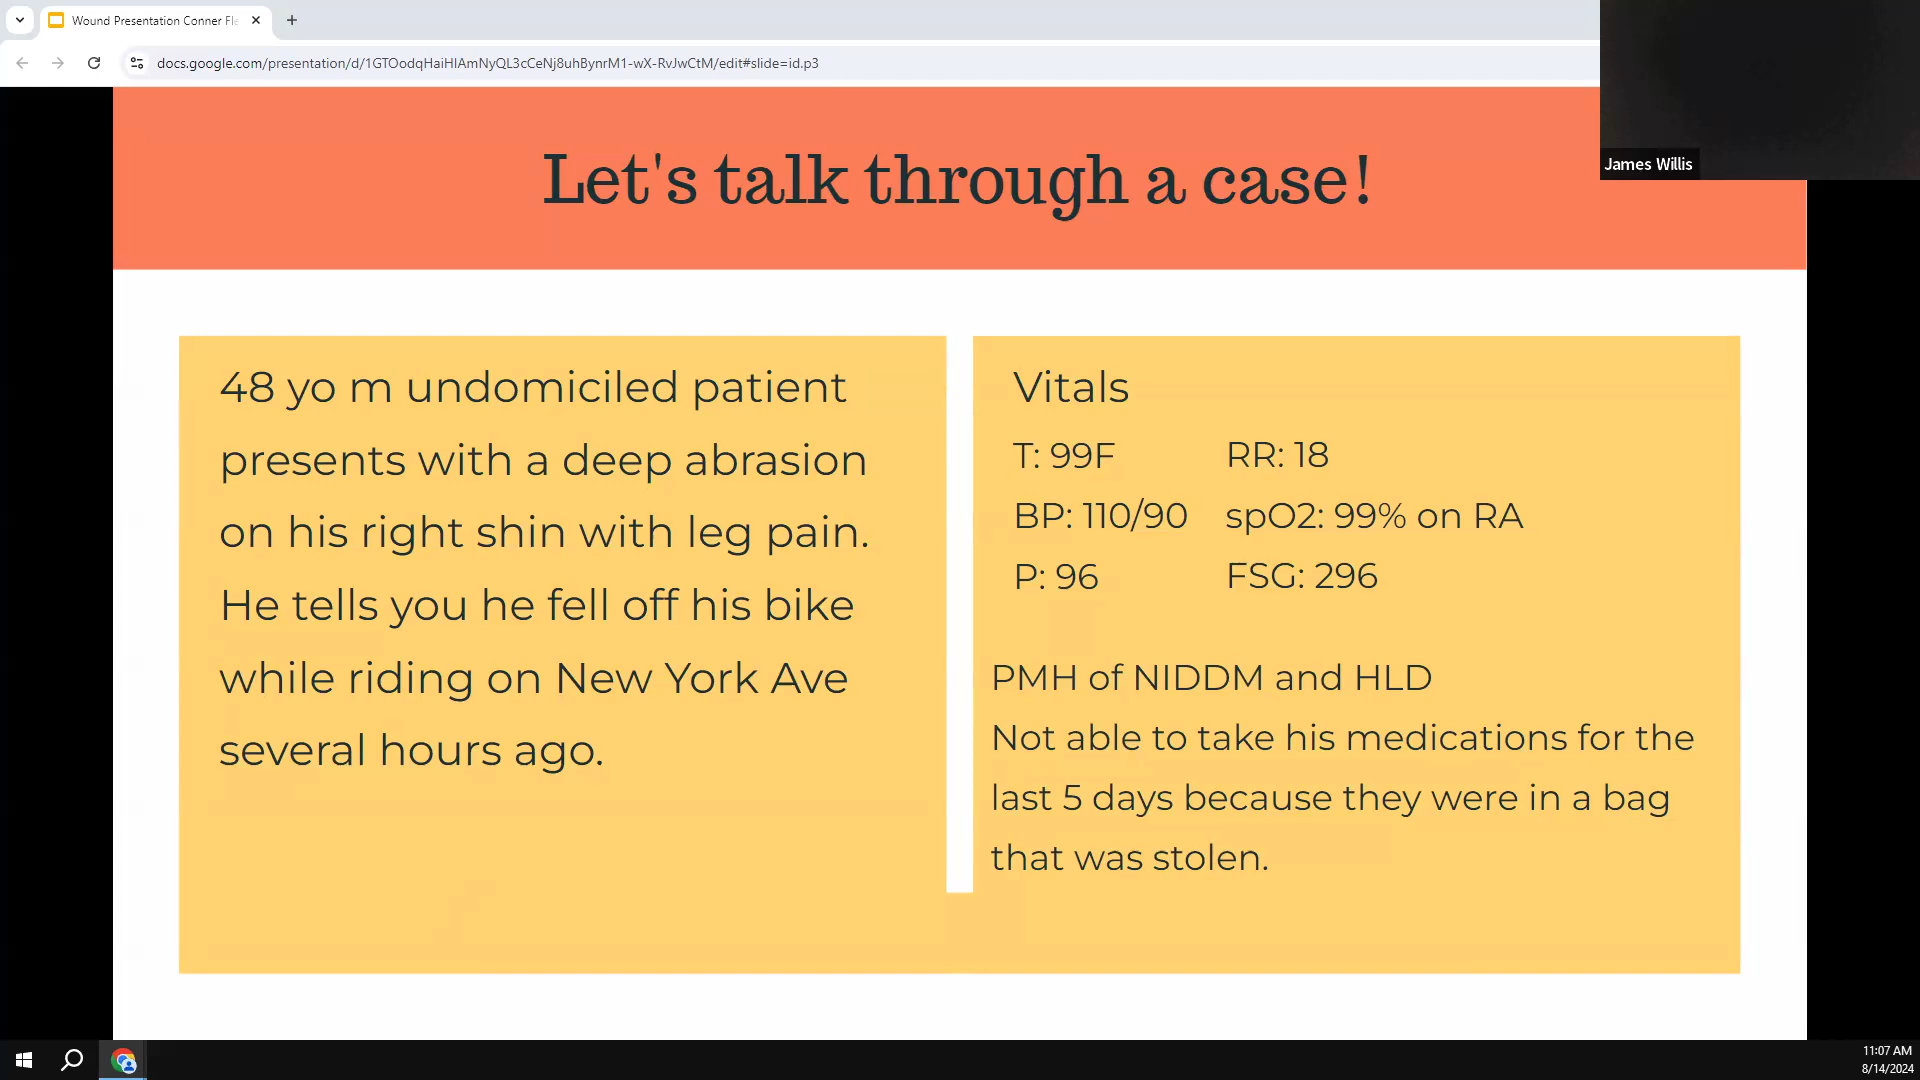 Wound Presentation Conner Fle
docs.google.com/presentation/d/1GTOodqHaiHIAmNyQL3cCeNj8uhBynrM1-wX-RvJwCtM/edit#slide=id.p3
James Willis
Let's talk through a case!
48 yo m undomiciled patient
presents with a deep abrasion
on his right shin with leg pain.
He tells you he fell off his bike
while riding on New York Ave
several hours ago.
Vitals
T: 99F RR: 18
BP: 110/90 spO2: 99% on RA
P: 96 FSG: 296
PMH of NIDDM and HLD
Not able to take his medications for the
last 5 days because they were in a bag
that was stolen.
11:07 AM
8/14/2024